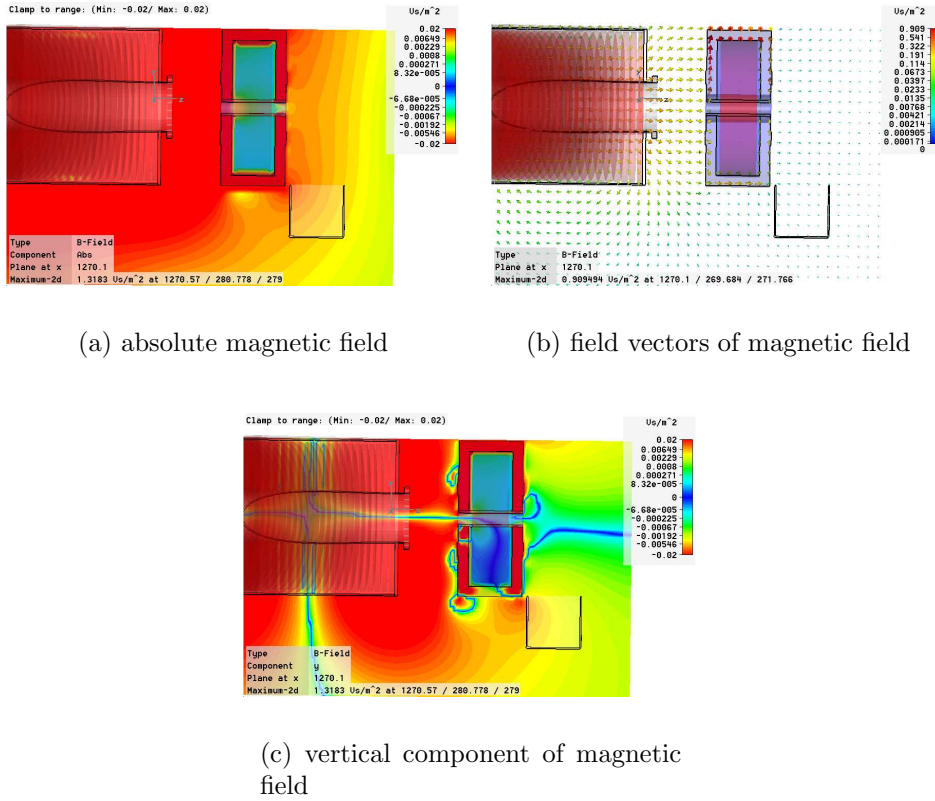 Clamp to range: (Min: -0.02/ Max: 0.02)
Vs/m^2
0.02
0.00649
0.00229
0.0008
0.000271
8.32e-005
0
-6.68e-005
-0.000225
-0.00067
-0.00192
-0.00546
-0.02
z
Type B-Field
Component Abs
Plane at x 1270.1
Maximum-2d 1.3183 Vs/m^2 at 1270.57 / 280.778 / 279
(a) absolute magnetic field
Vs/m^2
0.909
0.541
0.322
0.191
0.114
0.0673
0.0397
0.0233
0.0135
0.00768
0.00421
0.00214
0.000905
0.000171
0
z
Type B-Field
Plane at x 1270.1
Maximum-2d 0.909494 Vs/m^2 at 1270.1 / 269.684 / 271.766
(b) field vectors of magnetic field
Clamp to range: (Min: -0.02/ Max: 0.02)
Vs/m^2
0.02
0.00649
0.00229
0.0008
0.000271
8.32e-005
0
-6.68e-005
-0.000225
-0.00067
-0.00192
-0.00546
-0.02
Type B-Field
Component y
Plane at x 1270.1
Maximum-2d 1.3183 Vs/m^2 at 1270.57 / 280.778 / 279
(c) vertical component of magnetic
field